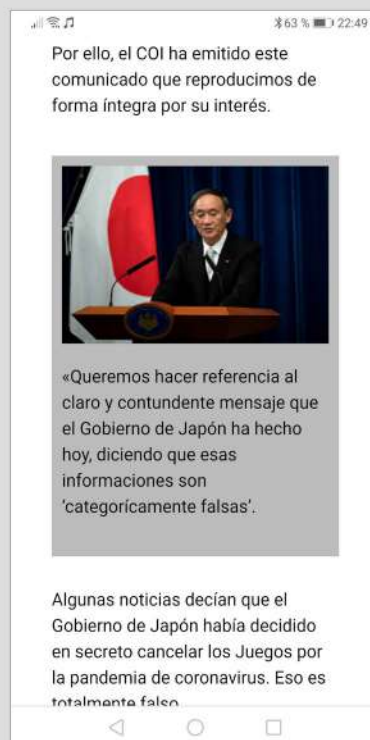 63 % 22:49
Por ello, el COI ha emitido este
comunicado que reproducimos de
forma íntegra por su interés.
«Queremos hacer referencia al
claro y contundente mensaje que
el Gobierno de Japón ha hecho
hoy, diciendo que esas
informaciones son
‘categorícamente falsas’.
Algunas noticias decían que el
Gobierno de Japón había decidido
en secreto cancelar los Juegos por
la pandemia de coronavirus. Eso es
totalmente falso